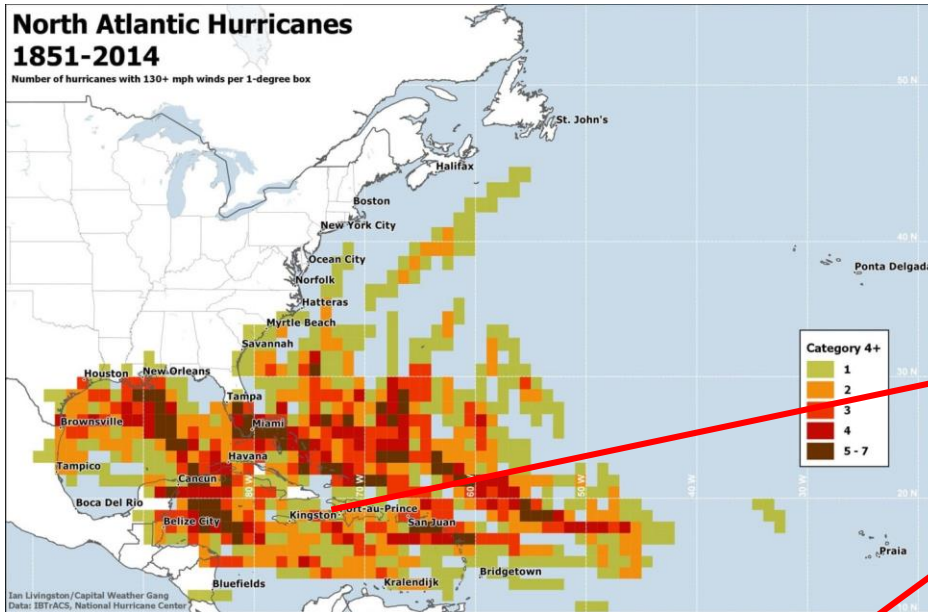 North Atlantic Hurricanes
1851-2014
Number of hurricanes with 130+ mph winds per 1-degree box
50 N
St. John's
Halifax
Boston
New York City
40 N
Ocean City
Ponta Delgada
Norfolk
Hatteras
Myrtle Beach
Savannah
Category 4+
1
2
3
4
5 - 7
30 N
Houston
New Orleans
Tampa
Brownsville
Miami
Havana
Tampico
Cancun
80 W
70 W
60 W
50 W
40 W
30 W
20 N
Boca Del Rio
Kingston
Port-au-Prince
San Juan
Belize City
Praia
Bridgetown
Bluefields
Kralendijk
Ian Livingston/Capital Weather Gang
Data: IBTrACS, National Hurricane Center
10 N